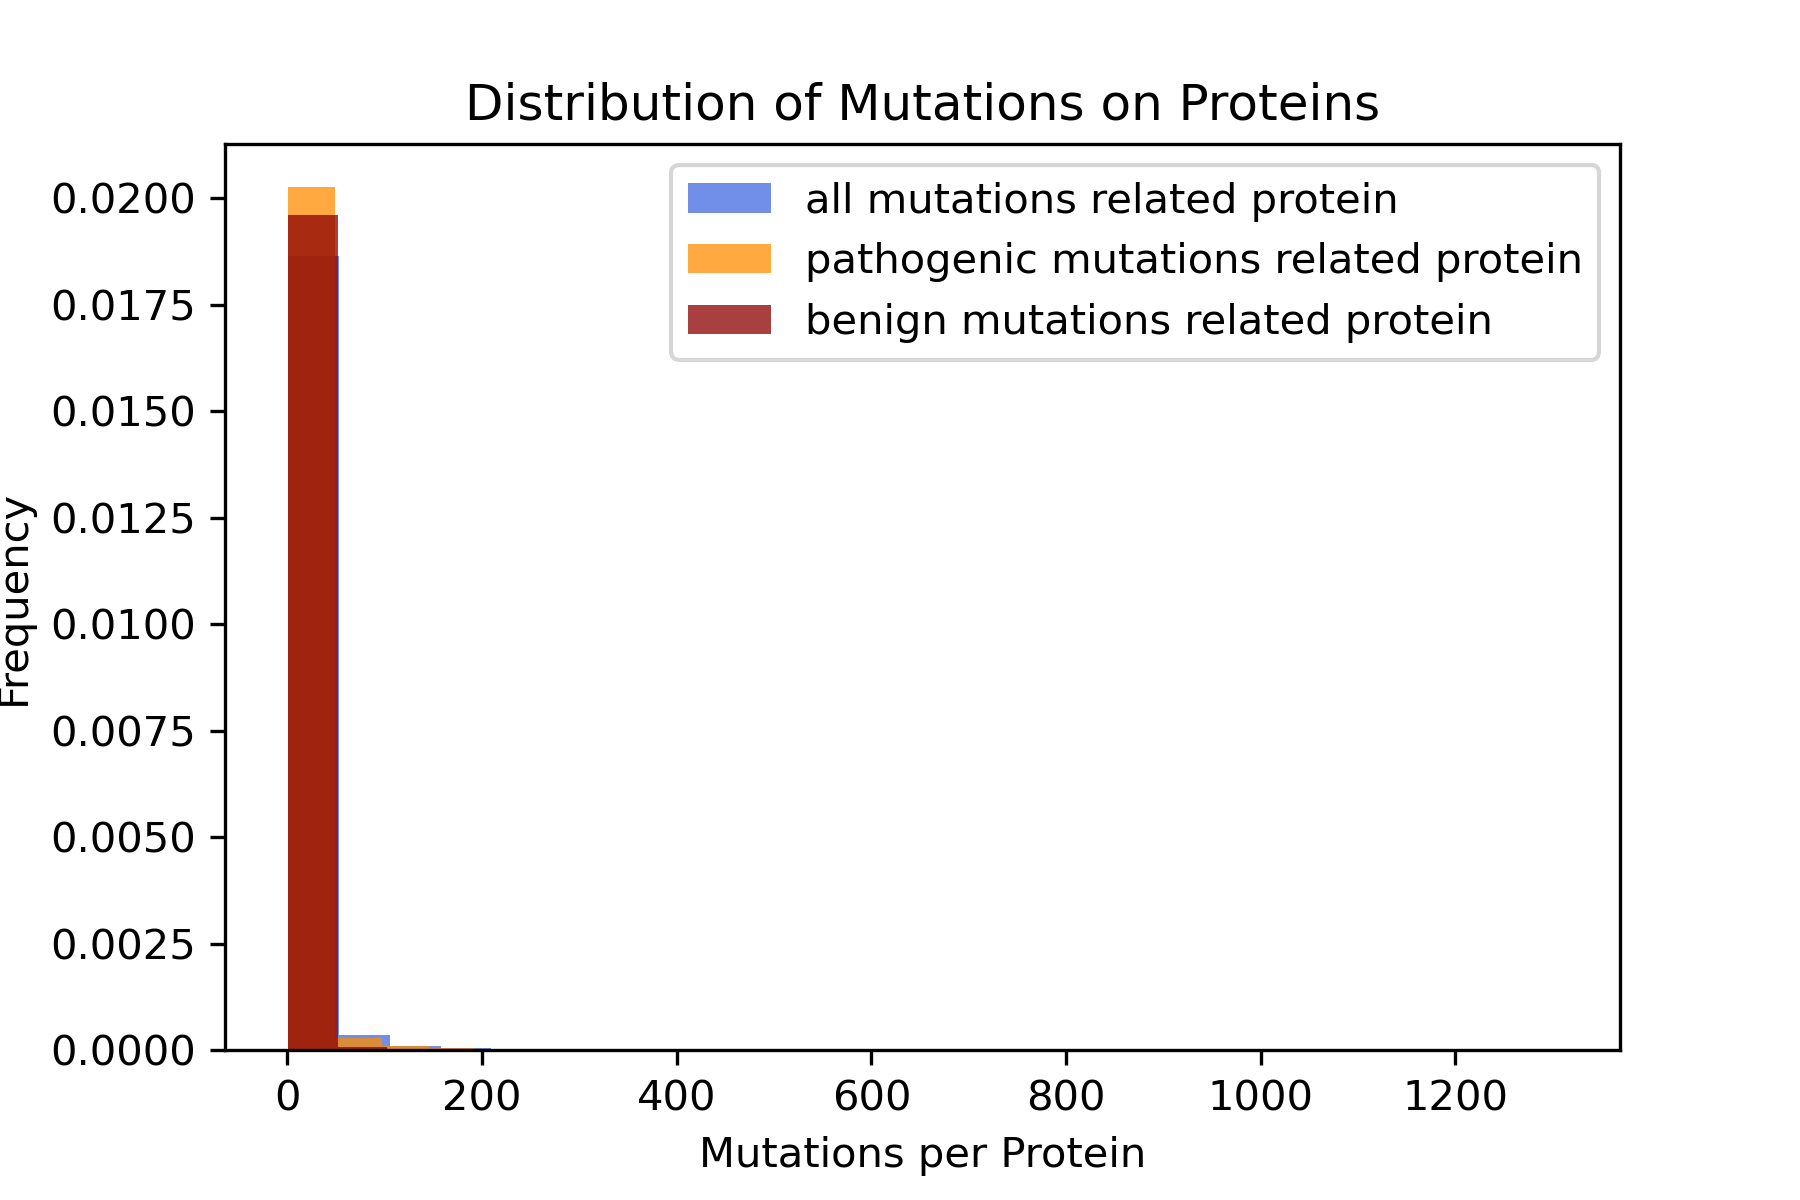 Distribution of Mutations on Proteins
all mutations related protein
pathogenic mutations related protein
benign mutations related protein
Frequency
0.0200
0.0175
0.0150
0.0125
0.0100
0.0075
0.0050
0.0025
0.0000
0 200 400 600 800 1000 1200
Mutations per Protein